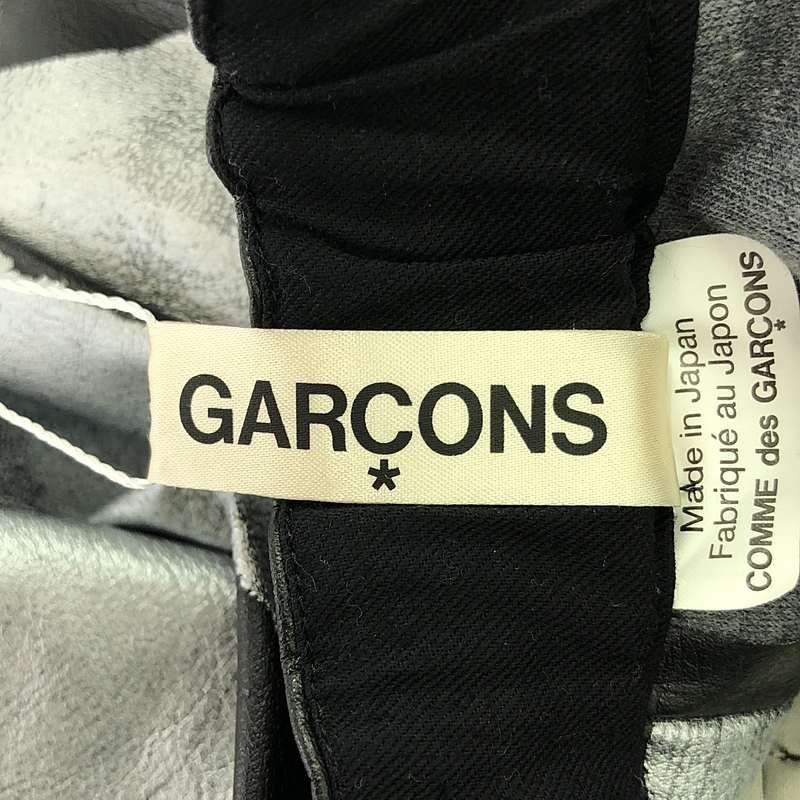 GARÇONS
*
Made in Japan
Fabriqué au Japon
COMME des GARÇONS
*